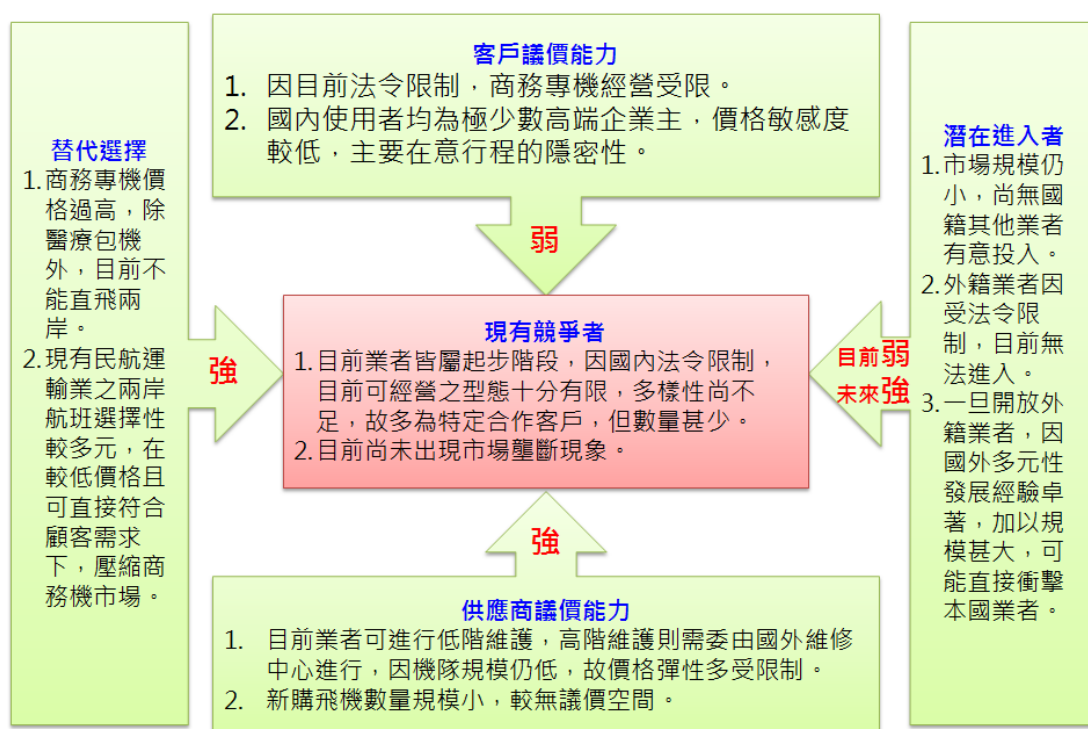 客戶議價能力
1. 因目前法令限制，商務專機經營受限。
2. 國內使用者均為極少數高端企業主，價格敏感度
較低，主要在意行程的隱密性。
弱
替代選擇
1.商務專機價
格過高，除
醫療包機
外，目前不
能直飛兩
岸。
2.現有民航運
輸業之兩岸
航班選擇性
較多元，在
較低價格且
可直接符合
顧客需求
下，壓縮商
務機市場。
強
現有競爭者
1.目前業者皆屬起步階段，因國內法令限制，
目前可經營之型態十分有限，多樣性尚不
足，故多為特定合作客戶，但數量甚少。
2.目前尚未出現市場壟斷現象。
目前弱
未來強
潛在進入者
1.市場規模仍
小，尚無國
籍其他業者
有意投入。
2.外籍業者因
受法令限
制，目前無
法進入。
3.一旦開放外
籍業者，因
國外多元性
發展經驗卓
著，加以規
模甚大，可
能直接衝擊
本國業者。
強
供應商議價能力
1. 目前業者可進行低階維護，高階維護則需委由國外維修
中心進行，因機隊規模仍低，故價格彈性多受限制。
2. 新購飛機數量規模小，較無議價空間。